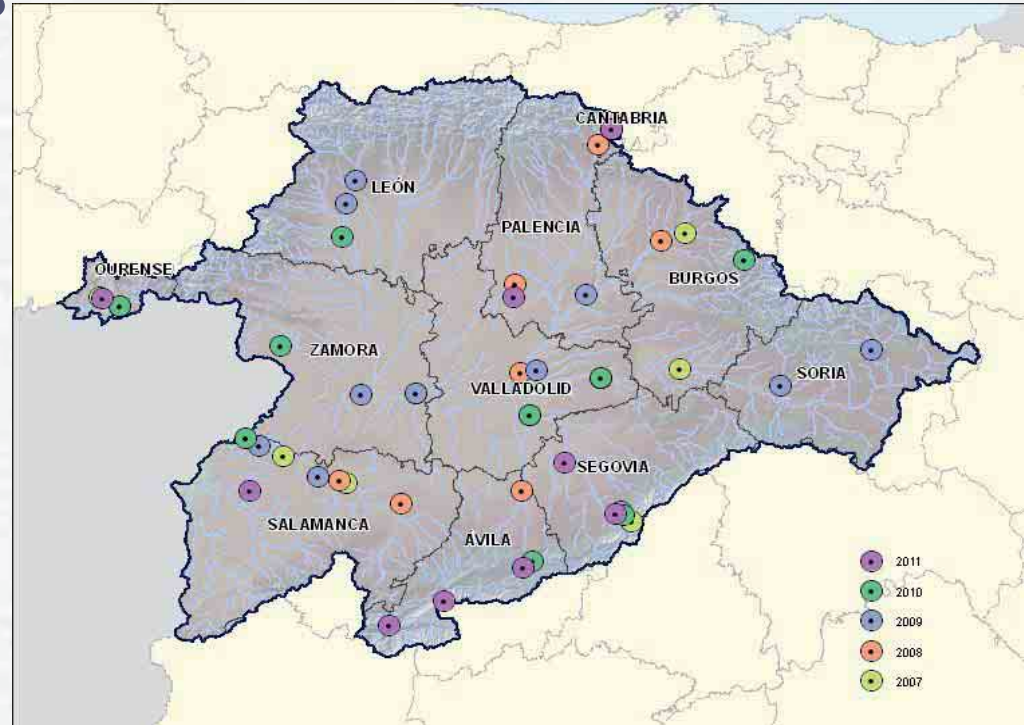 CANTABRIA
LEÓN
PALENCIA
OURENSE
BURGOS
ZAMORA
SORIA
VALLADOLID
SEGOVIA
SALAMANCA
ÁVILA
2011
2010
2009
2008
2007